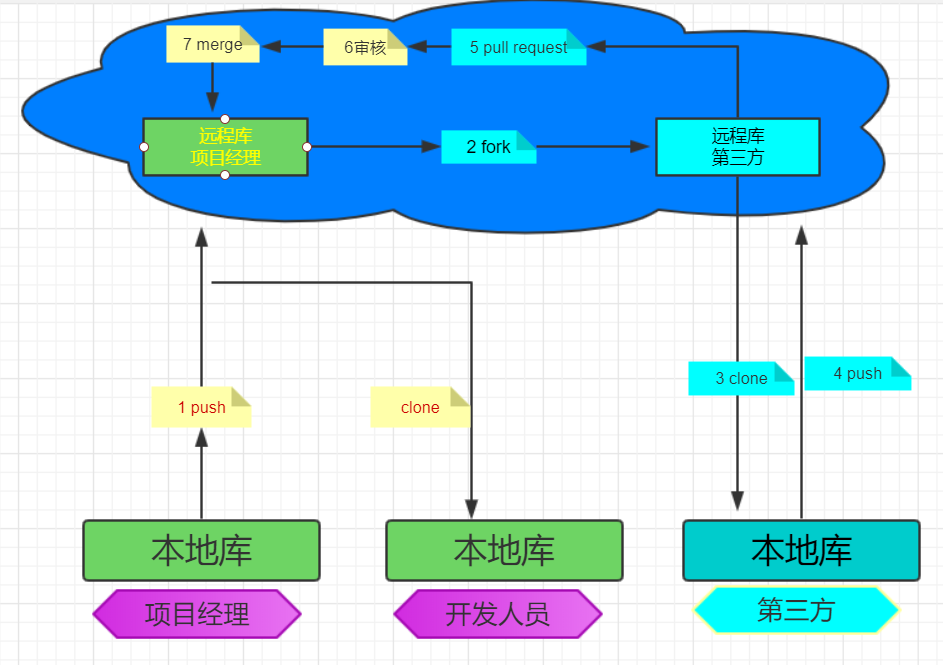 7 merge
6审核
5 pull request
远程库
项目经理
2 fork
远程库
第三方
3 clone
4 push
1 push
clone
本地库
本地库
本地库
项目经理
开发人员
第三方